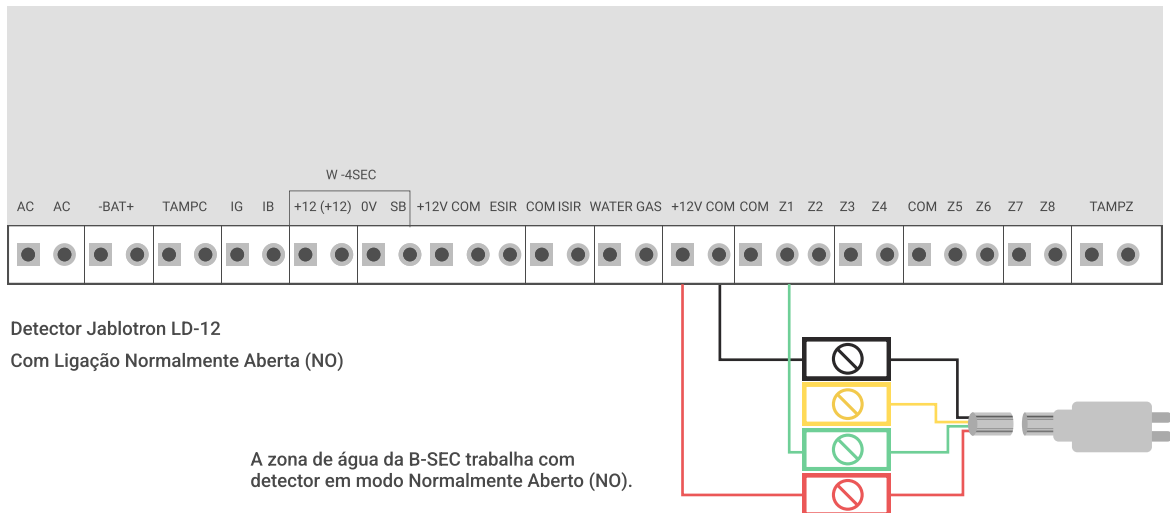 W -4SEC
AC AC -BAT+ TAMPC IG IB +12 (+12) 0V SB +12V COM ESIR COM ISIR WATER GAS +12V COM COM Z1 Z2 Z3 Z4 COM Z5 Z6 Z7 Z8 TAMPZ
Detector Jablotron LD-12
Com Ligação Normalmente Aberta (NO)
A zona de água da B-SEC trabalha com
detector em modo Normalmente Aberto (NO).